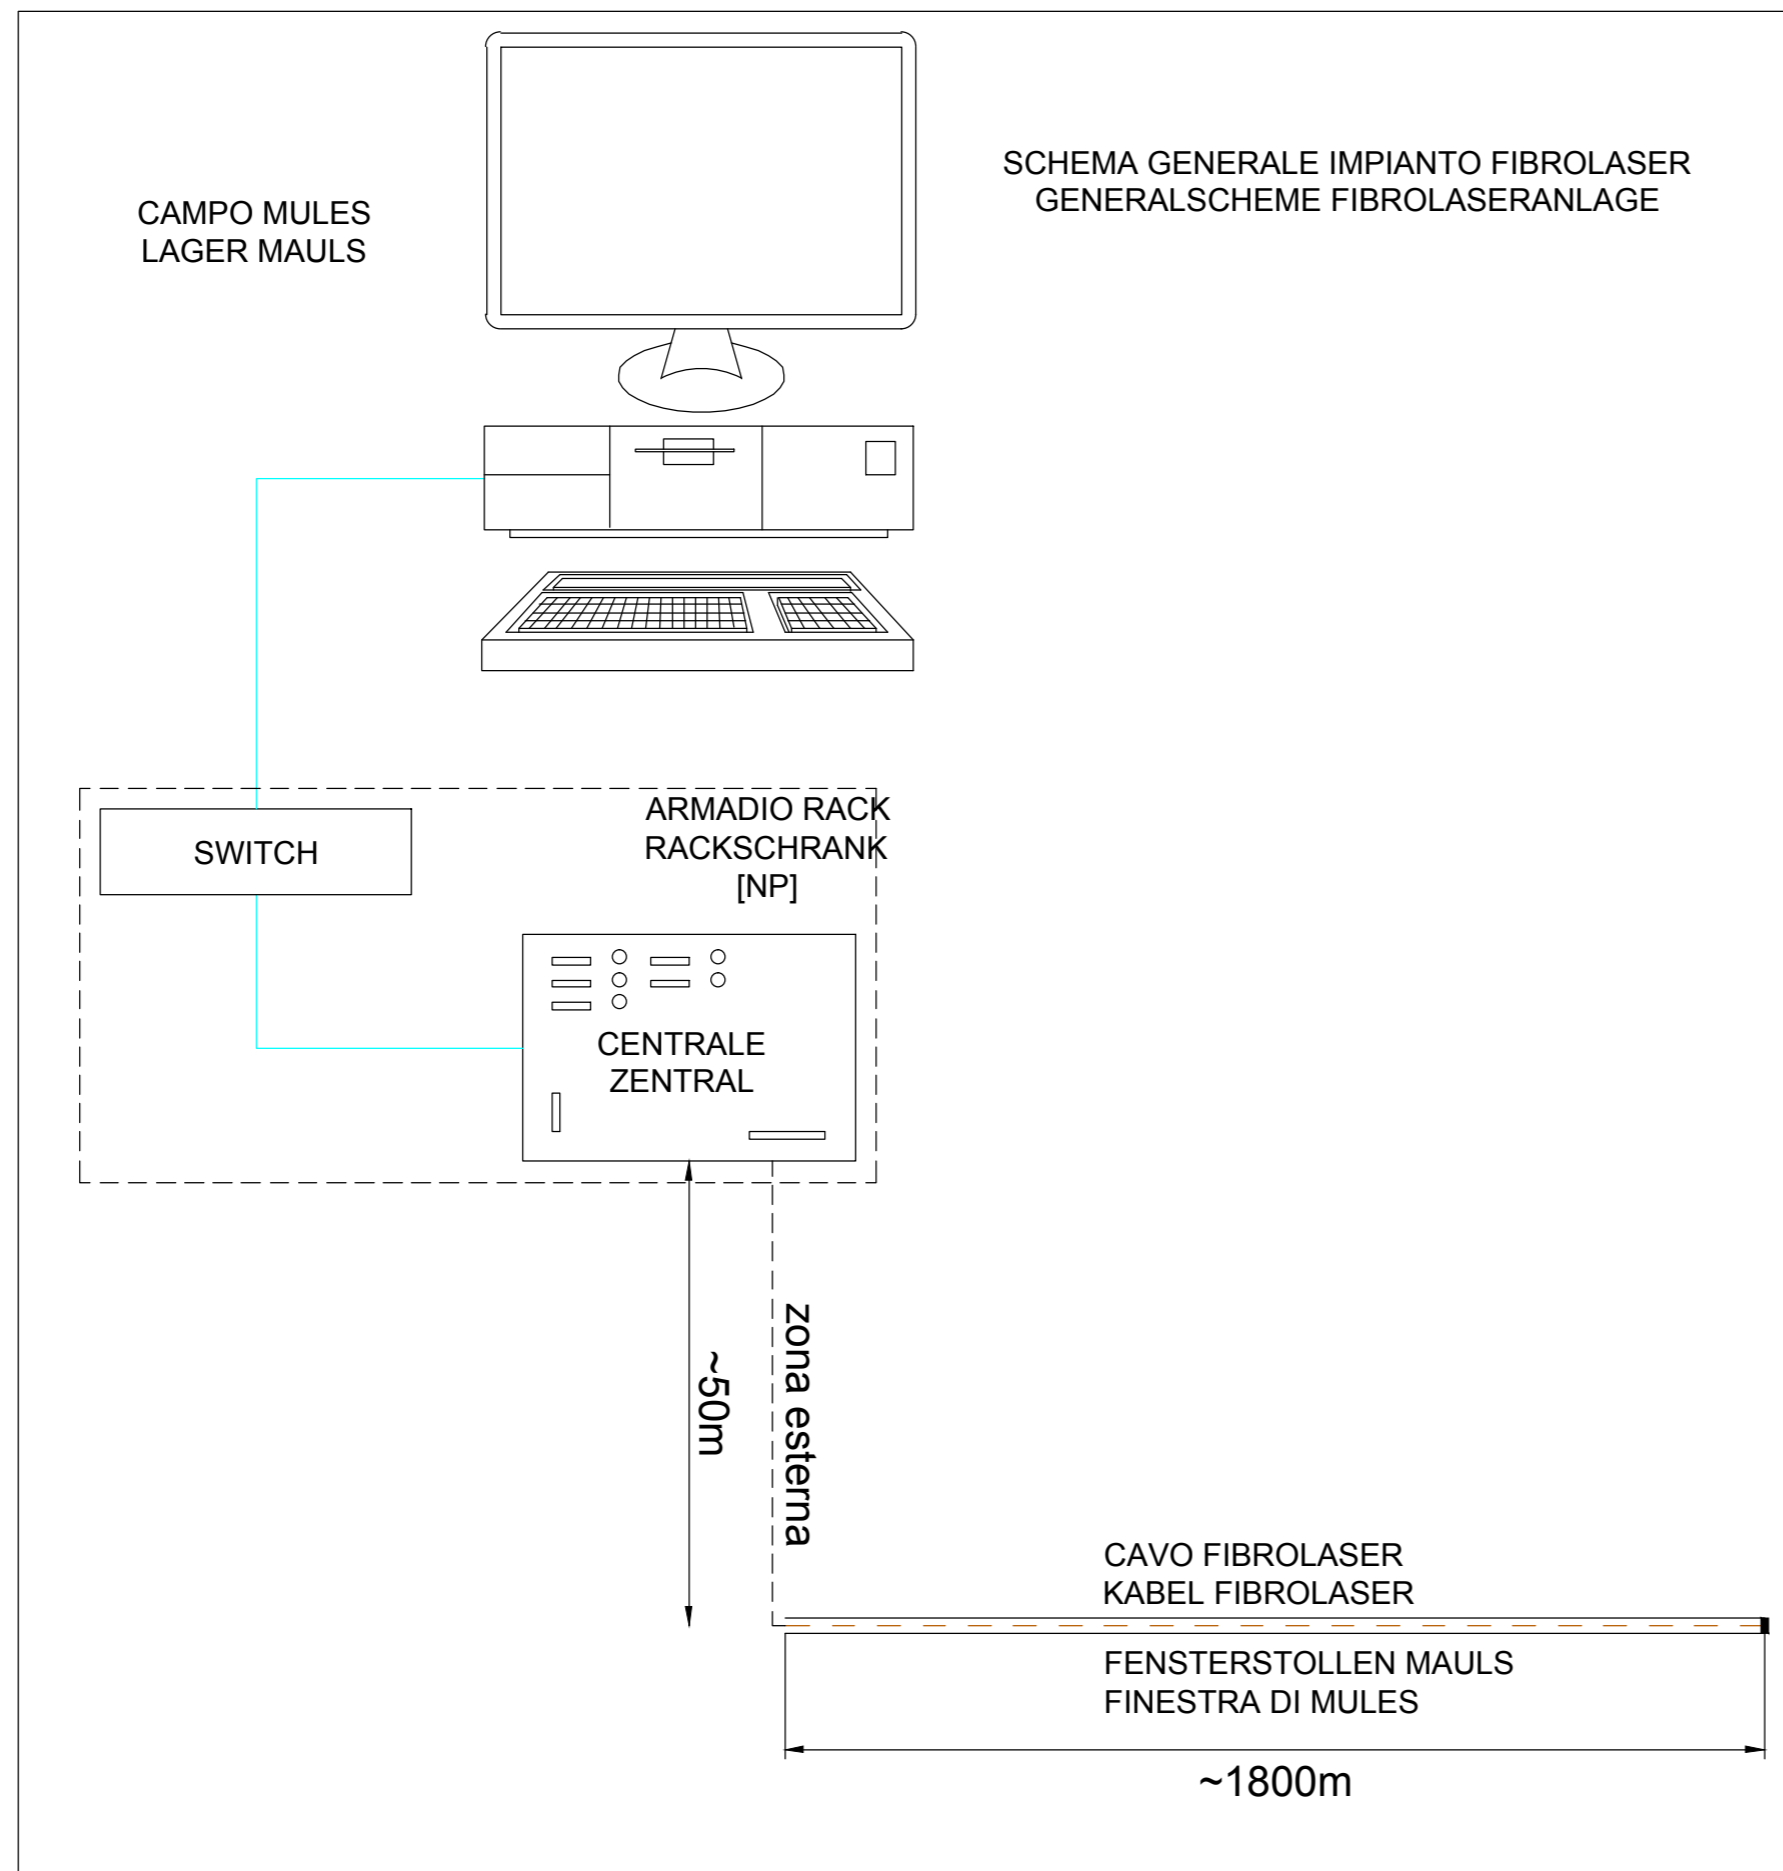 SCHEMA GENERALE IMPIANTO FIBROLASER
GENERALSCHEME FIBROLASERANLAGE
CAMPO MULES
LAGER MAULS
ARMADIO RACK
RACKSCHRANK
[NP]
SWITCH
CENTRALE
ZENTRAL
~50m
zona esterna
CAVO FIBROLASER
KABEL FIBROLASER
FENSTERSTOLLEN MAULS
FINESTRA DI MULES
~1800m